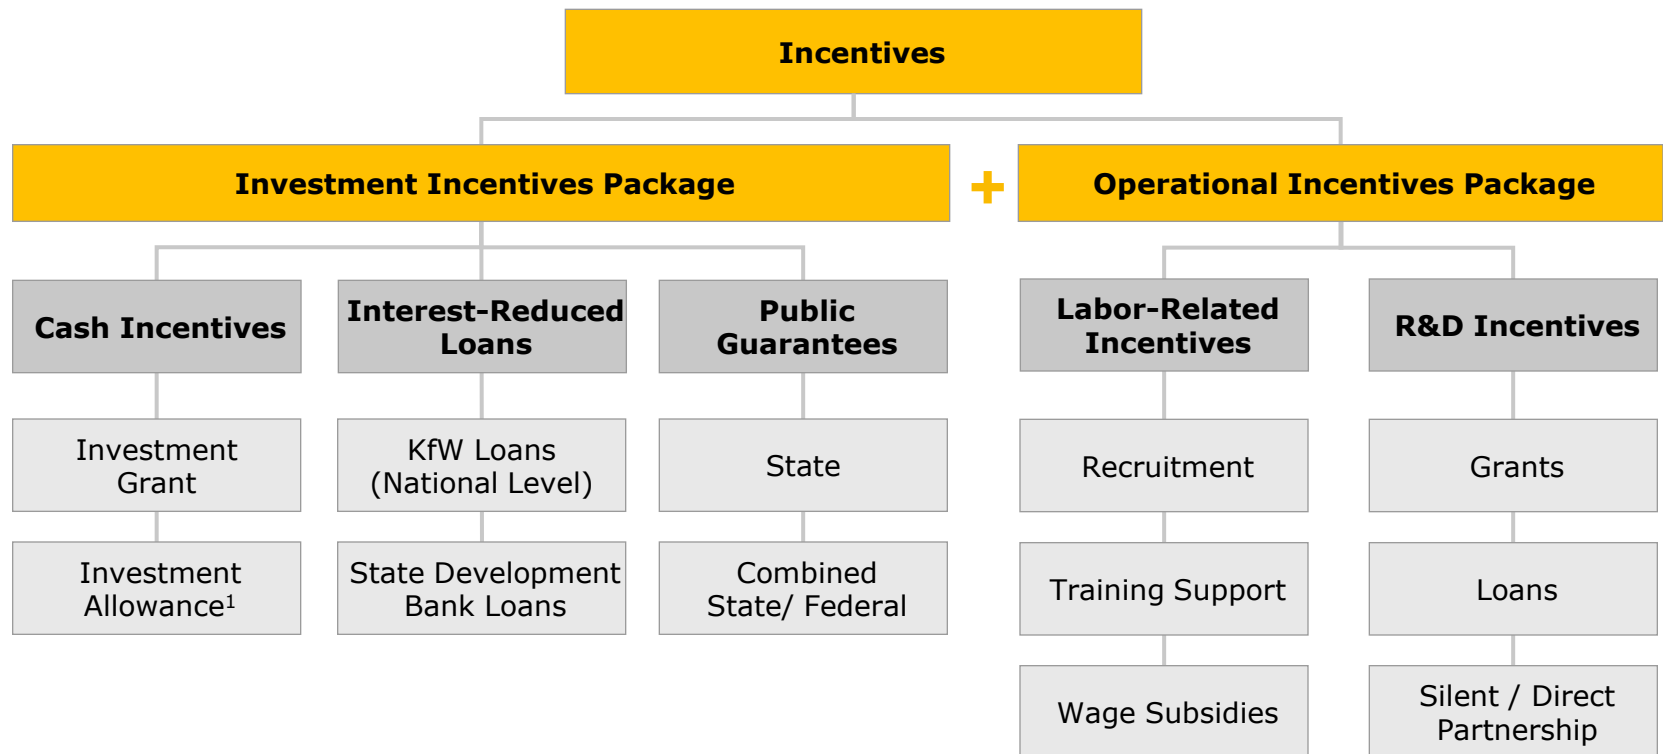 Incentives
Investment Incentives Package
+
Operational Incentives Package
Cash Incentives
Interest-Reduced
Loans
Public
Guarantees
Labor-Related
Incentives
R&D Incentives
Investment
Grant
KfW Loans
(National Level)
State
Recruitment
Grants
Investment
Allowance¹
State Development
Bank Loans
Combined
State/ Federal
Training Support
Loans
Wage Subsidies
Silent / Direct
Partnership